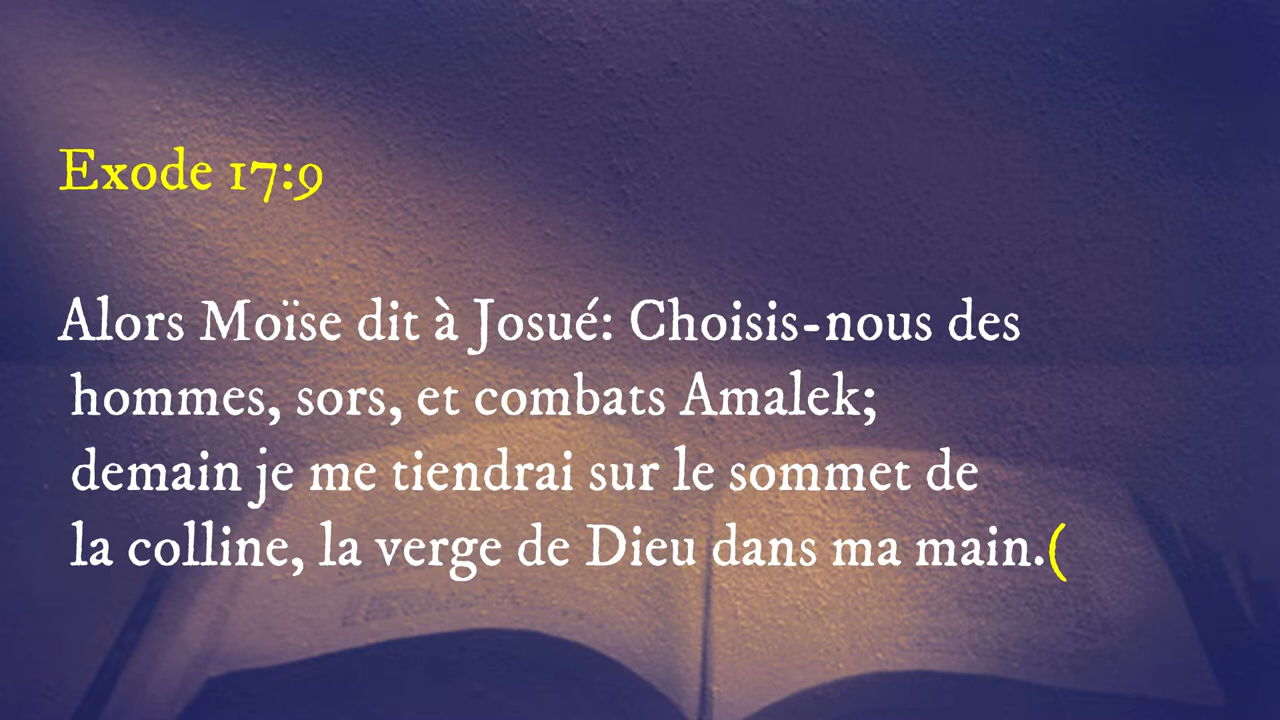 Exode 17:9
Alors Moïse dit à Josué: Choisis-nous des
hommes, sors, et combats Amalek;
demain je me tiendrai sur le sommet de
la colline, la verge de Dieu dans ma main.(